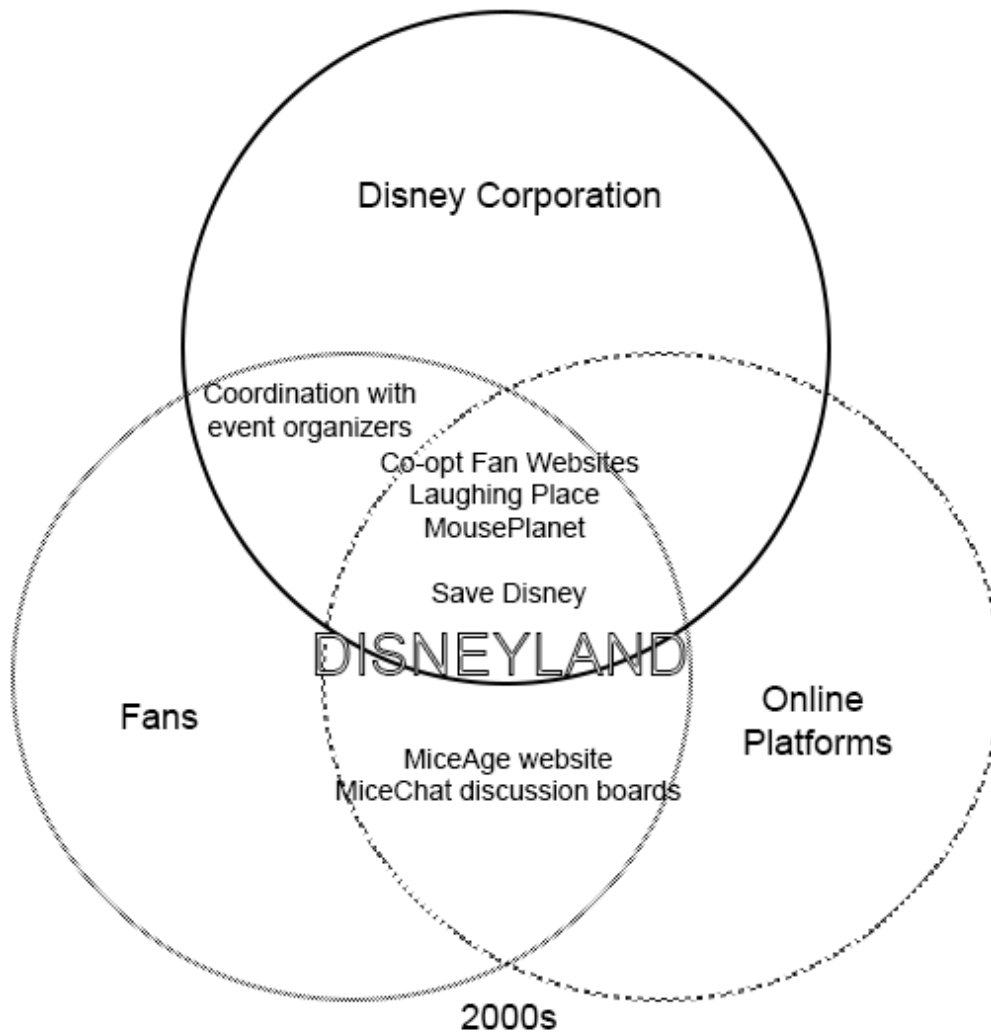 Disney Corporation
Coordination with
event organizers
Co-opt Fan Websites
Laughing Place
MousePlanet
Save Disney
DISNEYLAND
Fans
Online
Platforms
MiceAge website
MiceChat discussion boards
2000s